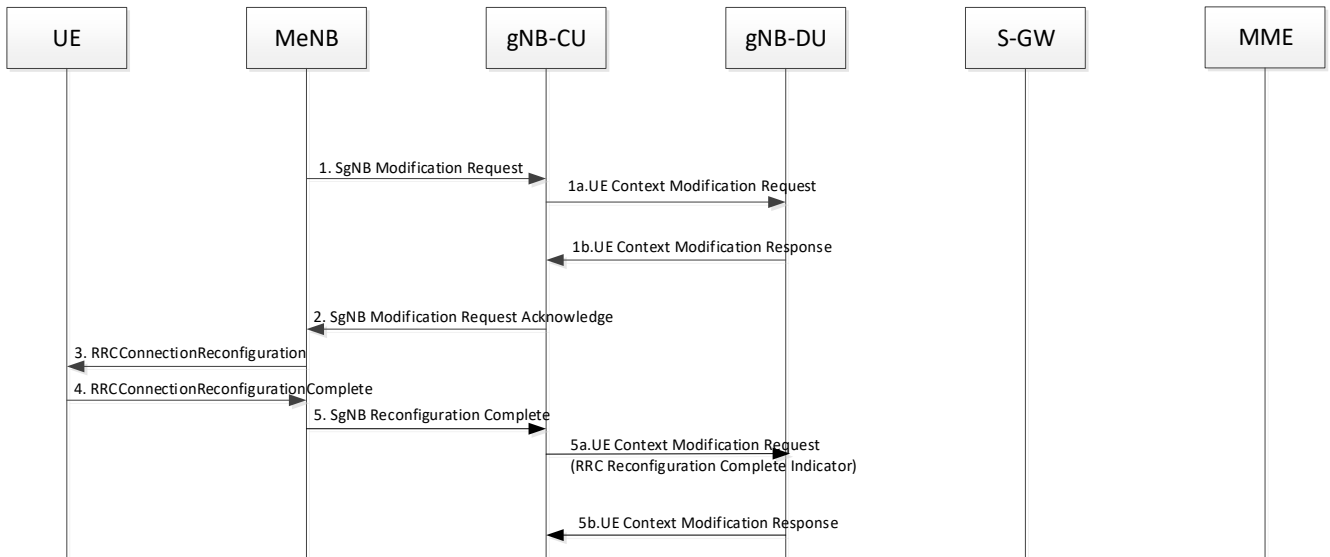 UE
MeNB
gNB-CU
gNB-DU
S-GW
MME
1. SgNB Modification Request
1a.UE Context Modification Request
1b.UE Context Modification Response
2. SgNB Modification Request Acknowledge
3. RRCConnectionReconfiguration
4. RRCConnectionReconfigurationComplete
5. SgNB Reconfiguration Complete
5a.UE Context Modification Request
(RRC Reconfiguration Complete Indicator)
5b.UE Context Modification Response